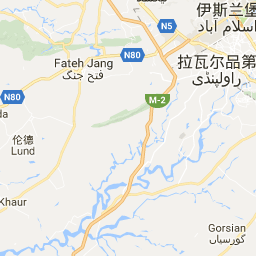 伊斯兰堡
اسلام آباد
N5
N80
Fateh Jang
فتح جنگ
拉瓦尔品第
راولپنڈی
N80
M-2
伦德
Lund
Khaur
Gorsian
گورسیاں